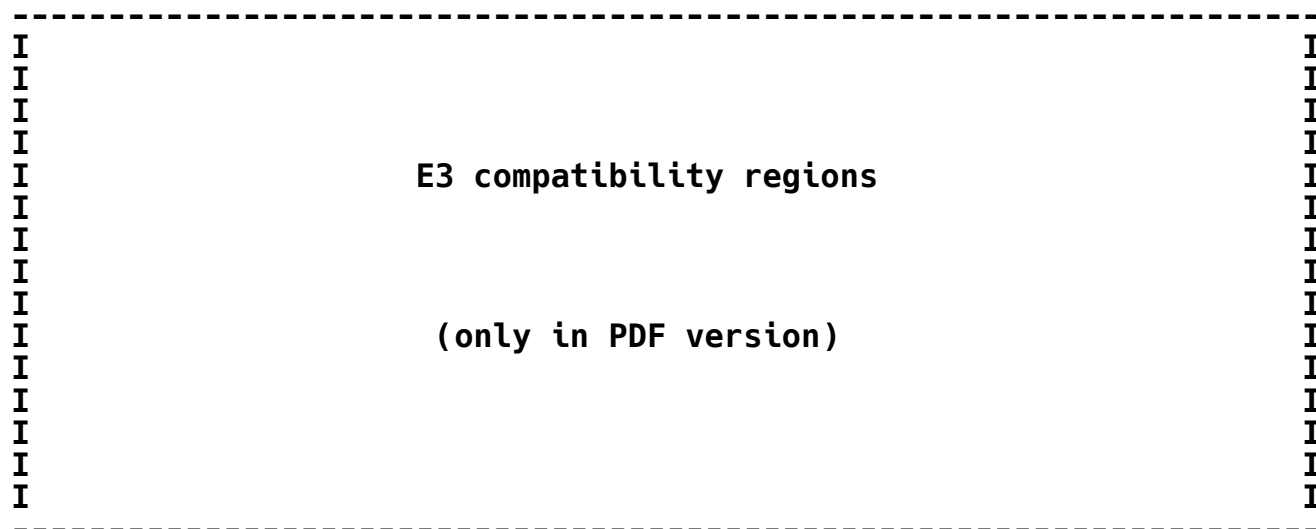 --------------------------------------------------------------------
I                                                                  I
I                                                                  I
I                                                                  I
I                                                                  I
I                    E3 compatibility regions                      I
I                                                                  I
I                                                                  I
I                                                                  I
I                                                                  I
I                     (only in PDF version)                        I
I                                                                  I
I                                                                  I
I                                                                  I
I                                                                  I
I                                                                  I
--------------------------------------------------------------------